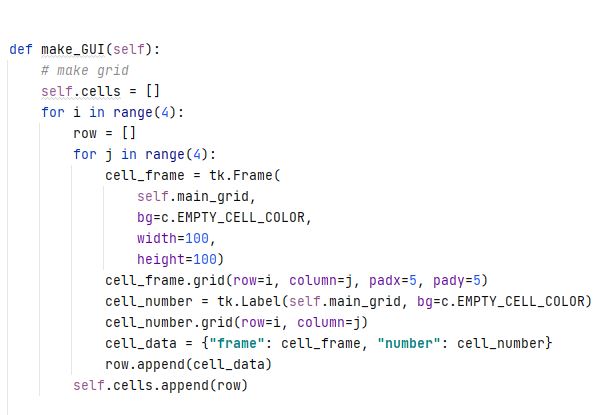 def make_GUI(self):
    # make grid
    self.cells = []
    for i in range(4):
        row = []
        for j in range(4):
            cell_frame = tk.Frame(
                self.main_grid,
                bg=c.EMPTY_CELL_COLOR,
                width=100,
                height=100)
            cell_frame.grid(row=i, column=j, padx=5, pady=5)
            cell_number = tk.Label(self.main_grid, bg=c.EMPTY_CELL_COLOR)
            cell_number.grid(row=i, column=j)
            cell_data = {"frame": cell_frame, "number": cell_number}
            row.append(cell_data)
        self.cells.append(row)